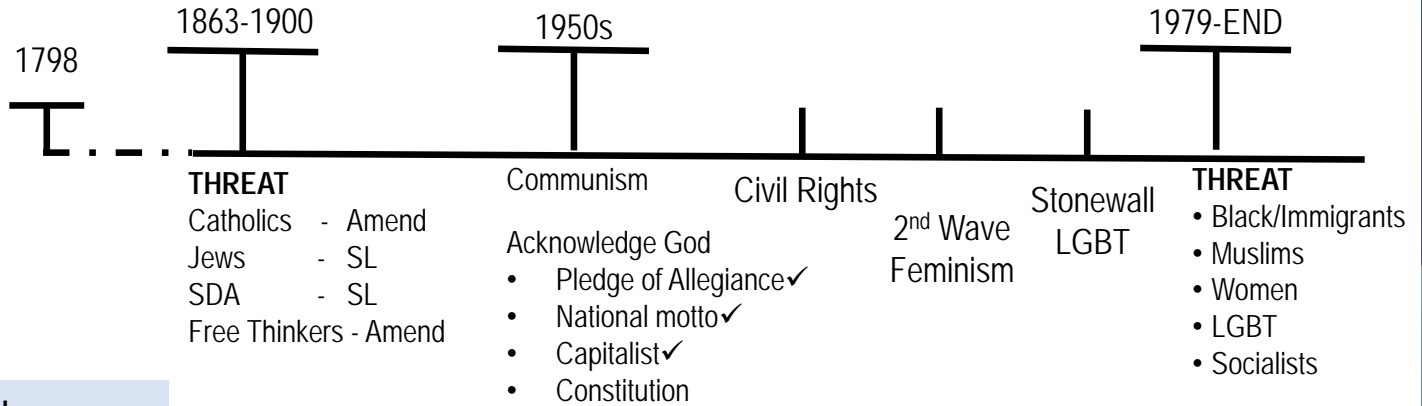 1798
1863-1900
1950s
1979-END
THREAT
Catholics - Amend
Jews - SL
SDA - SL
Free Thinkers - Amend
Communism
Acknowledge God
• Pledge of Allegiance✓
• National motto✓
• Capitalist✓
• Constitution
Civil Rights
2nd Wave
Feminism
Stonewall
LGBT
THREAT
• Black/Immigrants
• Muslims
• Women
• LGBT
• Socialists